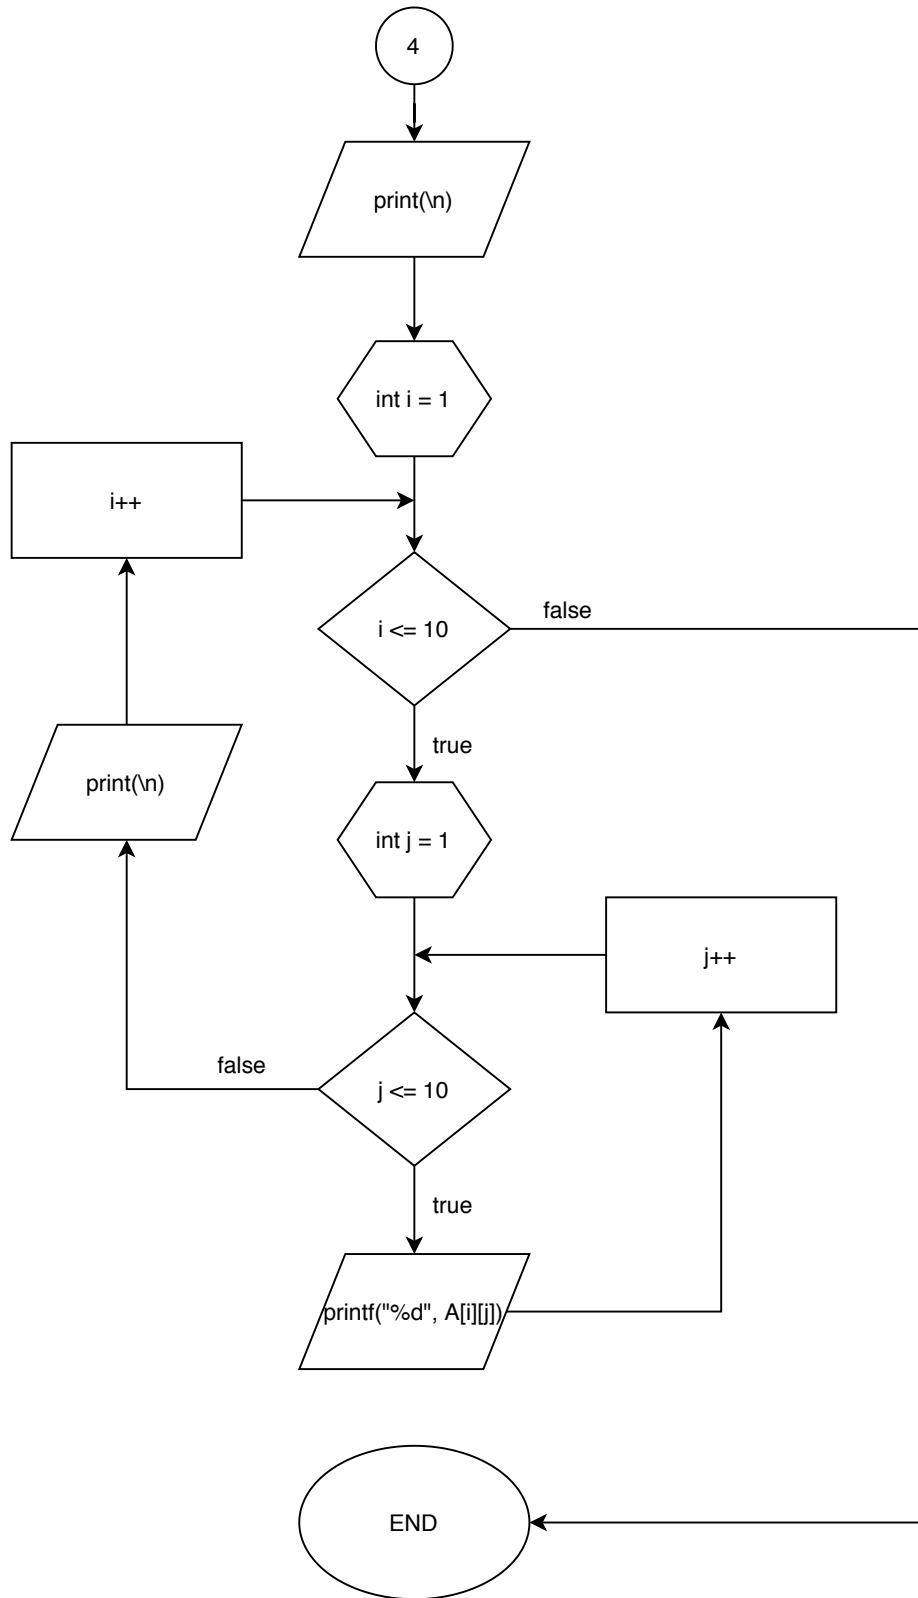 4
print(\n)
int i = 1
i++
i <= 10
false
true
print(\n)
int j = 1
j++
false
j <= 10
true
printf("%d", A[i][j])
END